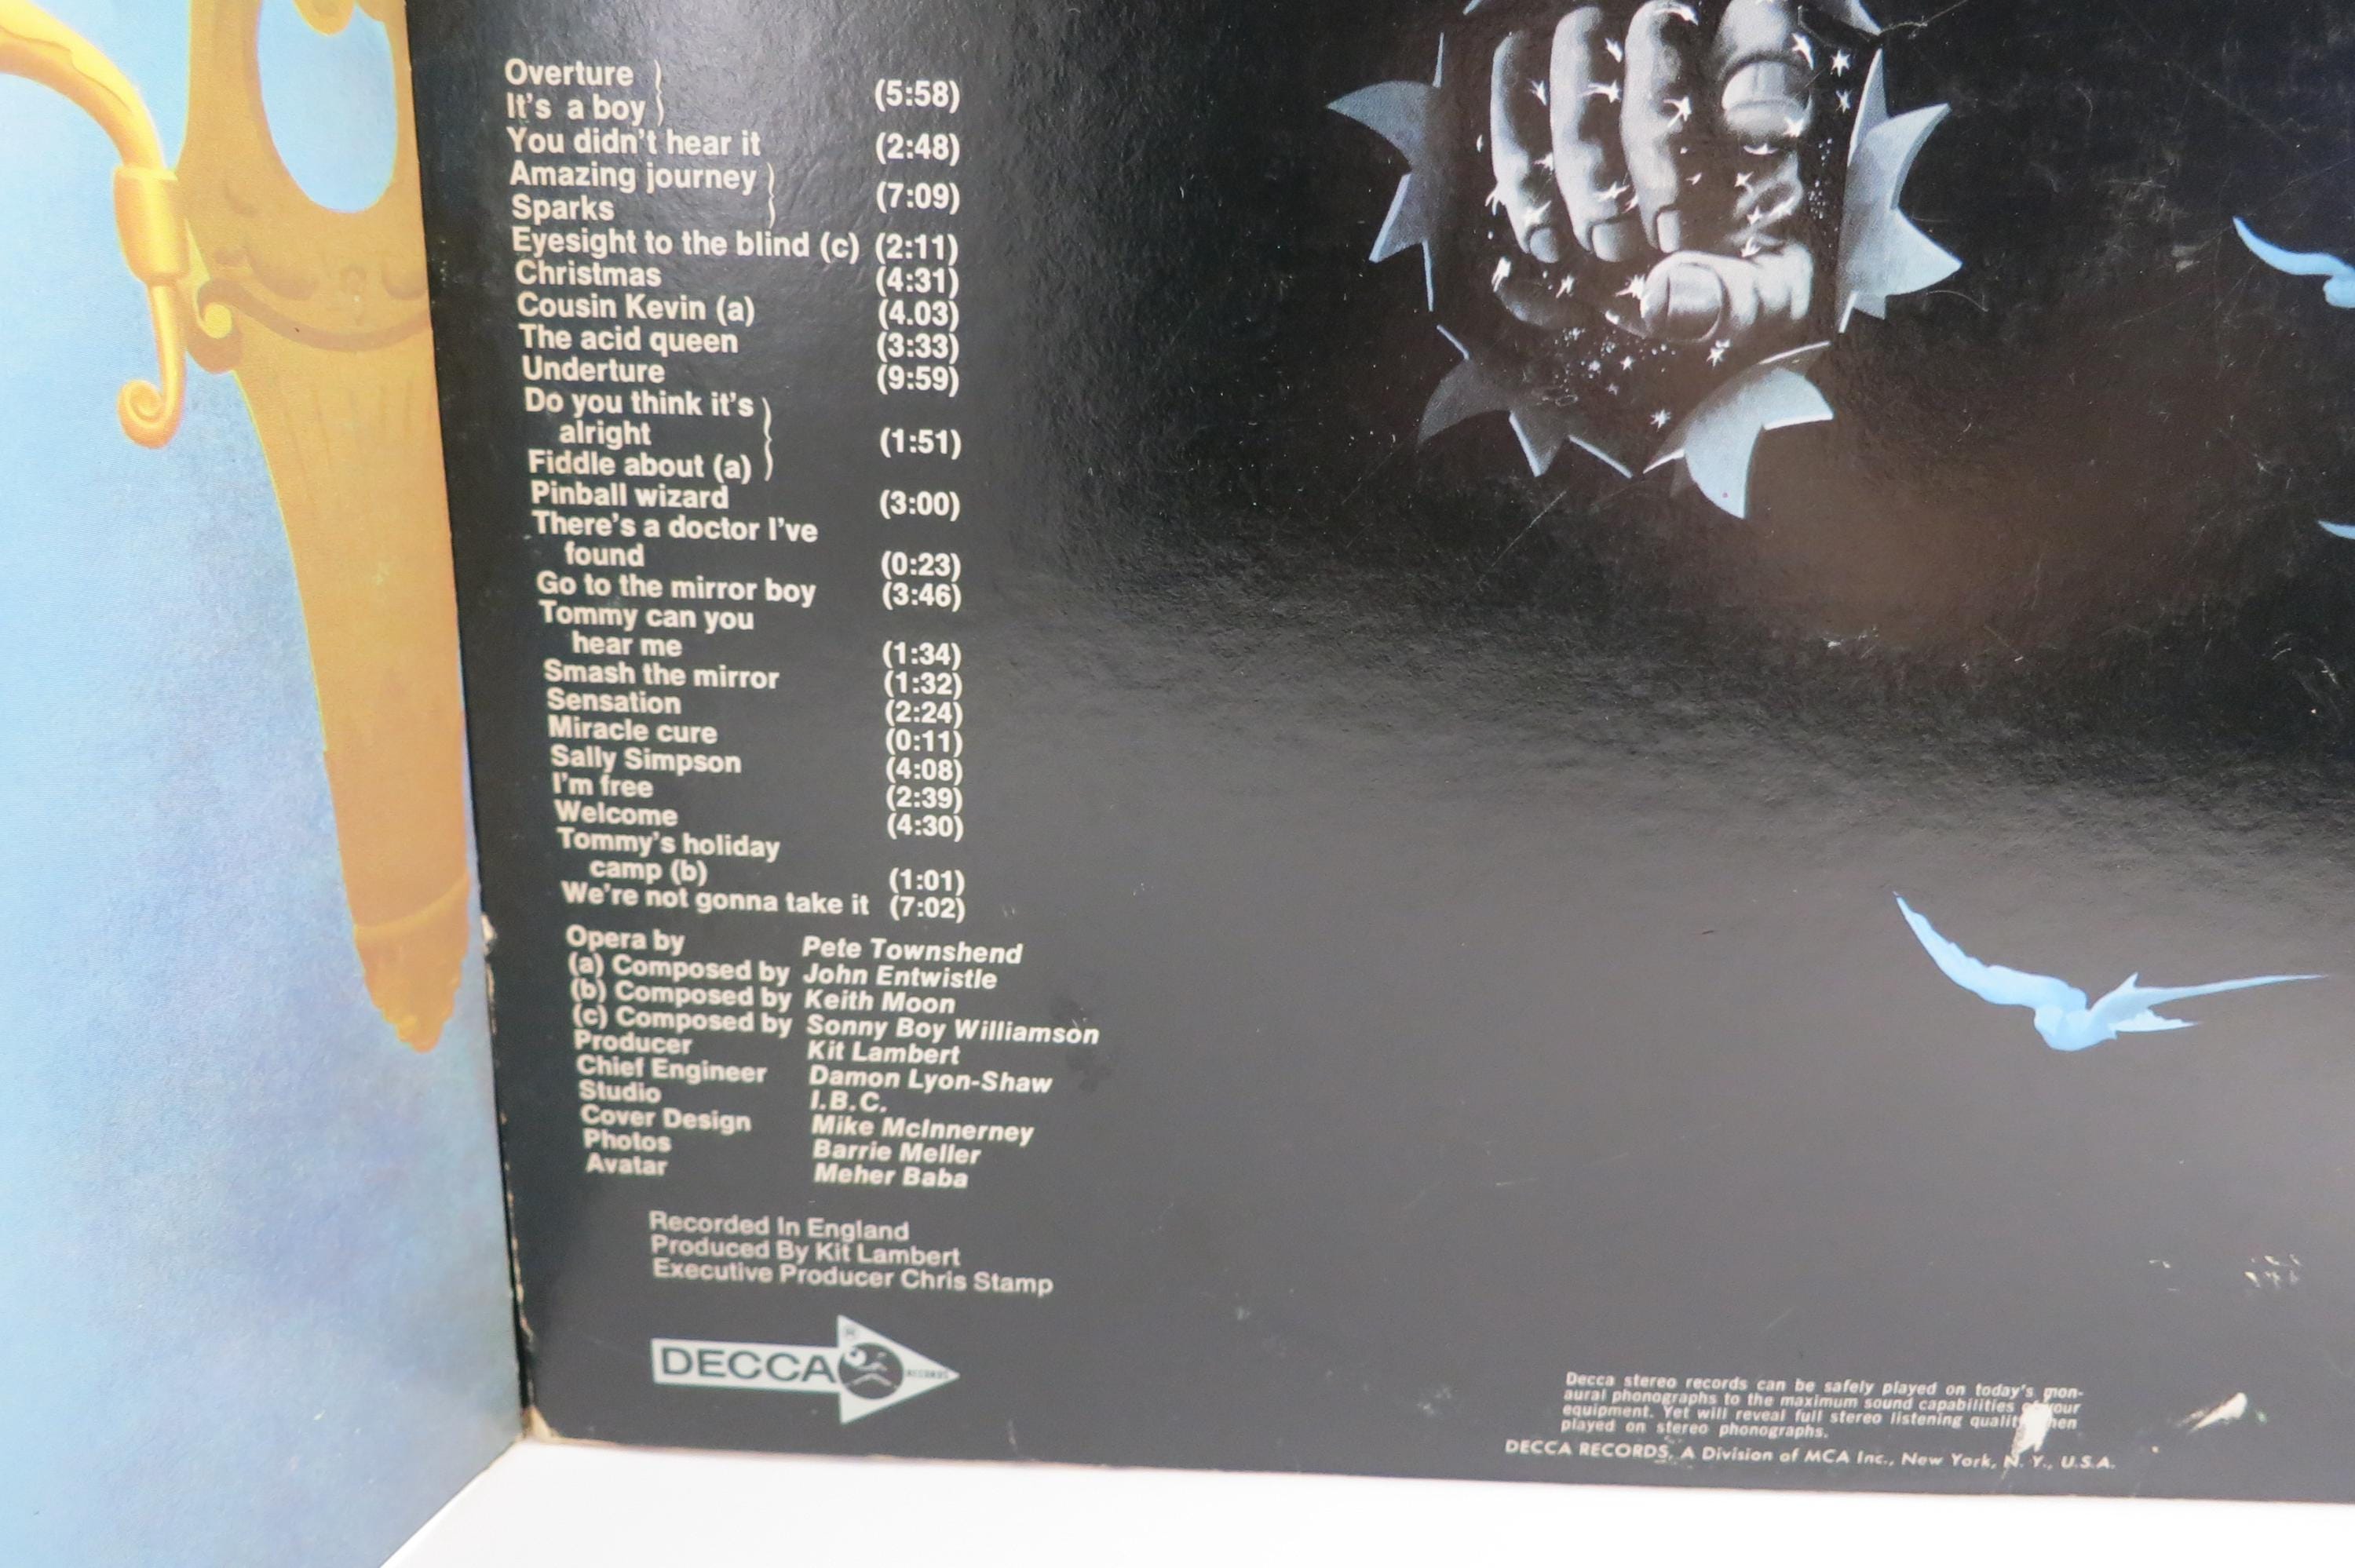 Overture
It's a boy (5:58)
You didn't hear it (2:48)
Amazing journey
Sparks (7:09)
Eyesight to the blind (c) (2:11)
Christmas (4:31)
Cousin Kevin (a) (4.03)
The acid queen (3:33)
Underture (9:59)
Do you think it's
alright (1:51)
Fiddle about (a)
Pinball wizard (3:00)
There's a doctor I've
found (0:23)
Go to the mirror boy (3:46)
Tommy can you
hear me (1:34)
Smash the mirror (1:32)
Sensation (2:24)
Miracle cure (0:11)
Sally Simpson (4:08)
I'm free (2:39)
Welcome (4:30)
Tommy's holiday
camp (b) (1:01)
We're not gonna take it (7:02)
Opera by Pete Townshend
(a) Composed by John Entwistle
(b) Composed by Keith Moon
(c) Composed by Sonny Boy Williamson
Producer Kit Lambert
Chief Engineer Damon Lyon-Shaw
Studio I.B.C.
Cover Design Mike McInnerney
Photos Barrie Meller
Avatar Meher Baba
Recorded In England
Produced By Kit Lambert
Executive Producer Chris Stamp
DECCA RECORDS ®
Decca stereo records can be safely played on today's mon-
aural phonographs to the maximum sound capabilities your
equipment. Yet will reveal full stereo listening
played on stereo phonographs.
DECCA RECORDS, A Division of MCA Inc., New York, N. Y., U.S.A.